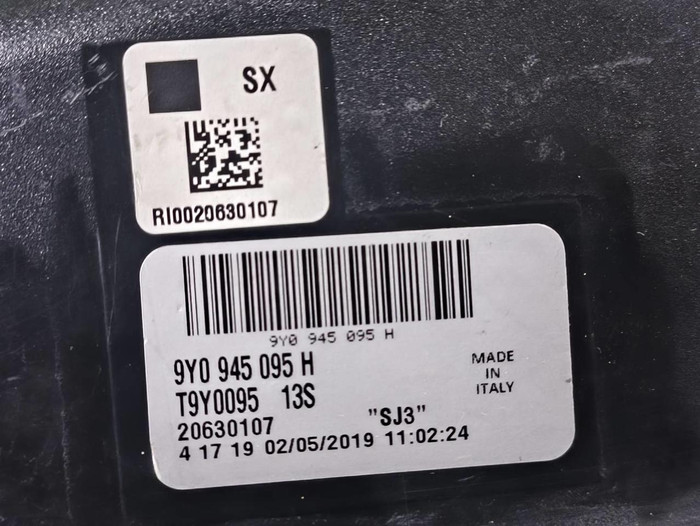 SX
RI0020630107
9Y0 945 095 H
9Y0 945 095 H
T9Y0095 13S
20630107 "SJ3"
4 17 19 02/05/2019 11:02:24
MADE
IN
ITALY